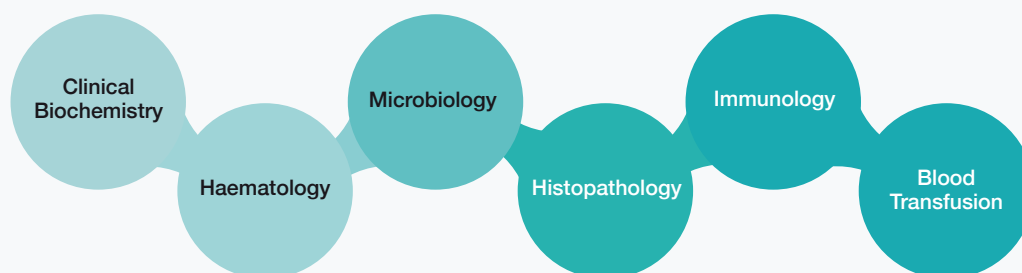 Clinical
Biochemistry
Haematology
Microbiology
Histopathology
Immunology
Blood
Transfusion